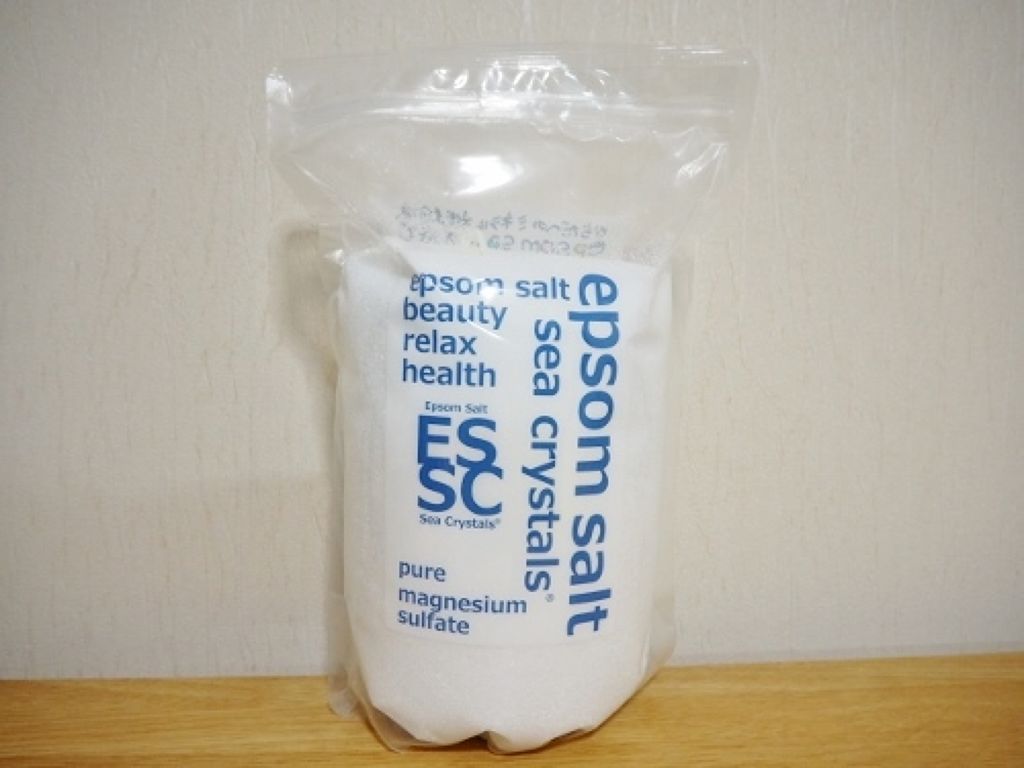 epsom salt
beauty
relax
health
Epsom Salt
ES
SC
Sea Crystals®
pure
magnesium
sulfate
sea crystals®
epsom salt